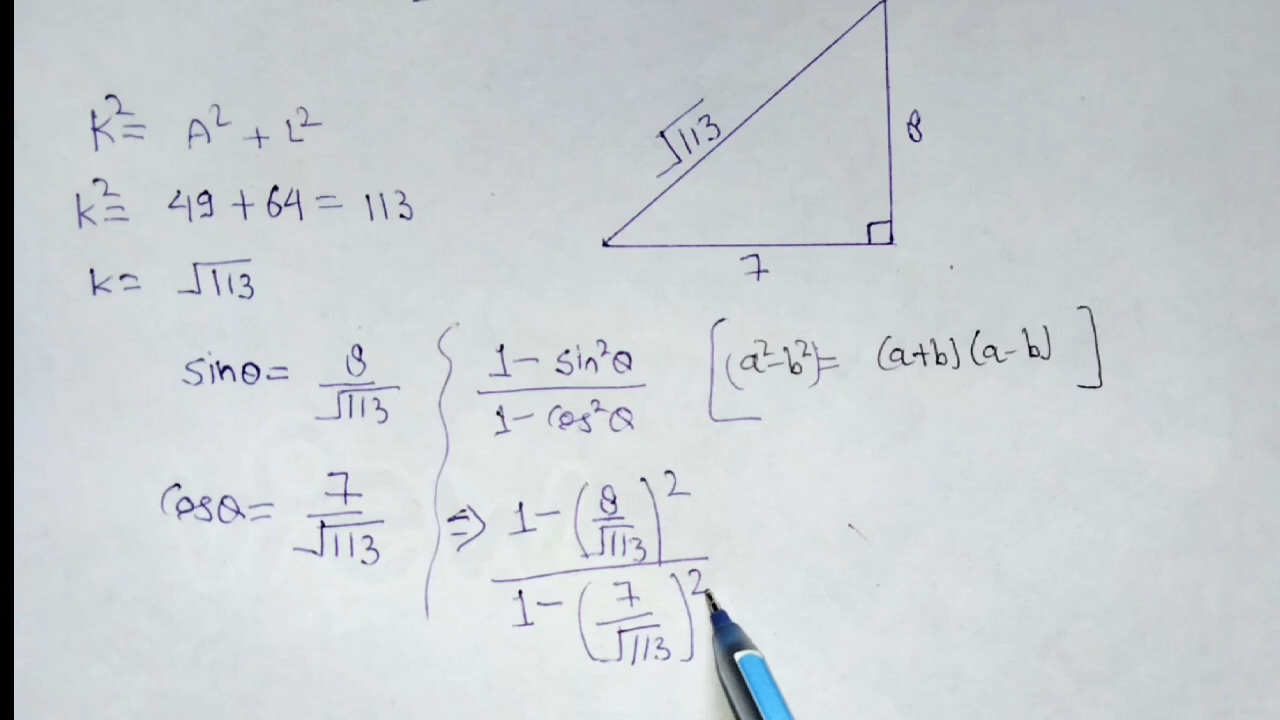 K² = A² + L²
k² = 49 + 64 = 113
k = √113
√113
8
7
sinθ = 8/√113
cosθ = 7/√113
(1 - sin²θ)/(1 - cos²θ)
[(a²-b²) = (a+b)(a-b)]
⇒ (1 - (8/√113)²)/(1 - (7/√113)²)